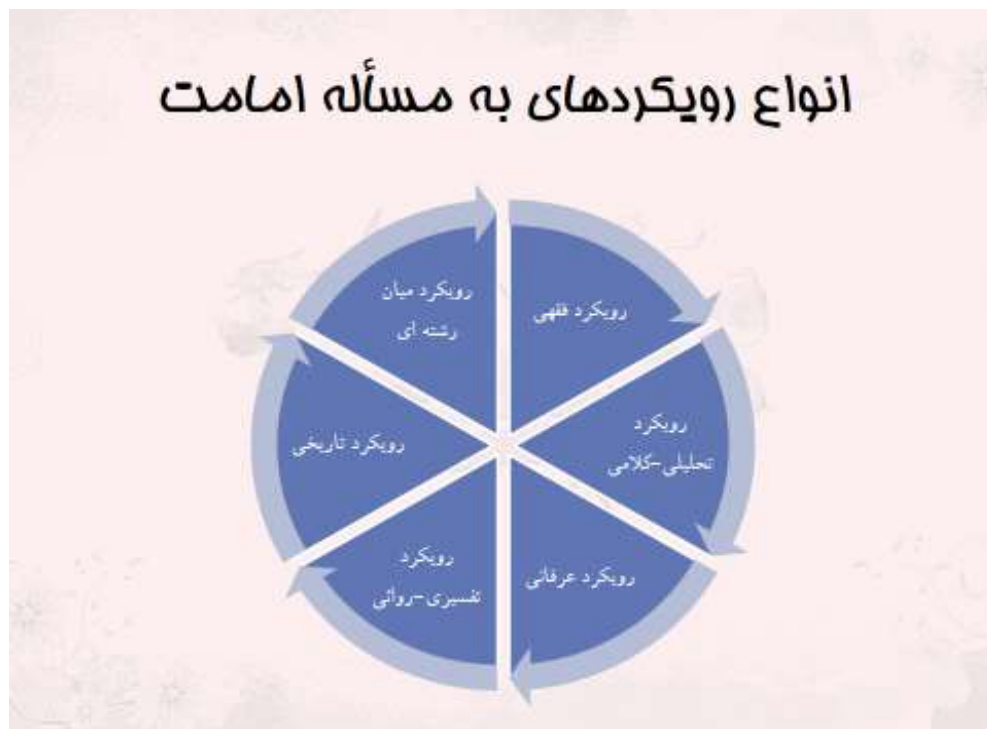 انواع رویکردهای به مسأله امامت
رویکرد فقهی
رویکرد
تحلیلی-کلامی
رویکرد عرفانی
رویکرد
تفسیری-روائی
رویکرد تاریخی
رویکرد میان
رشته ای